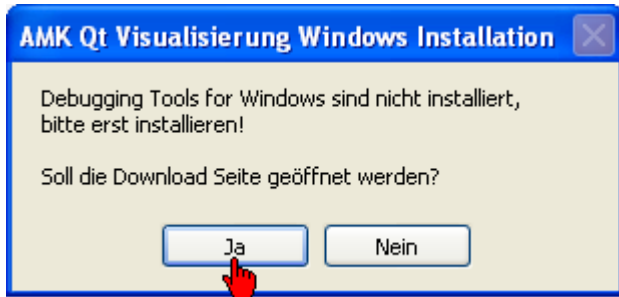 AMK Qt Visualisierung Windows Installation
Debugging Tools for Windows sind nicht installiert,
bitte erst installieren!
Soll die Download Seite geöffnet werden?
Ja
Nein